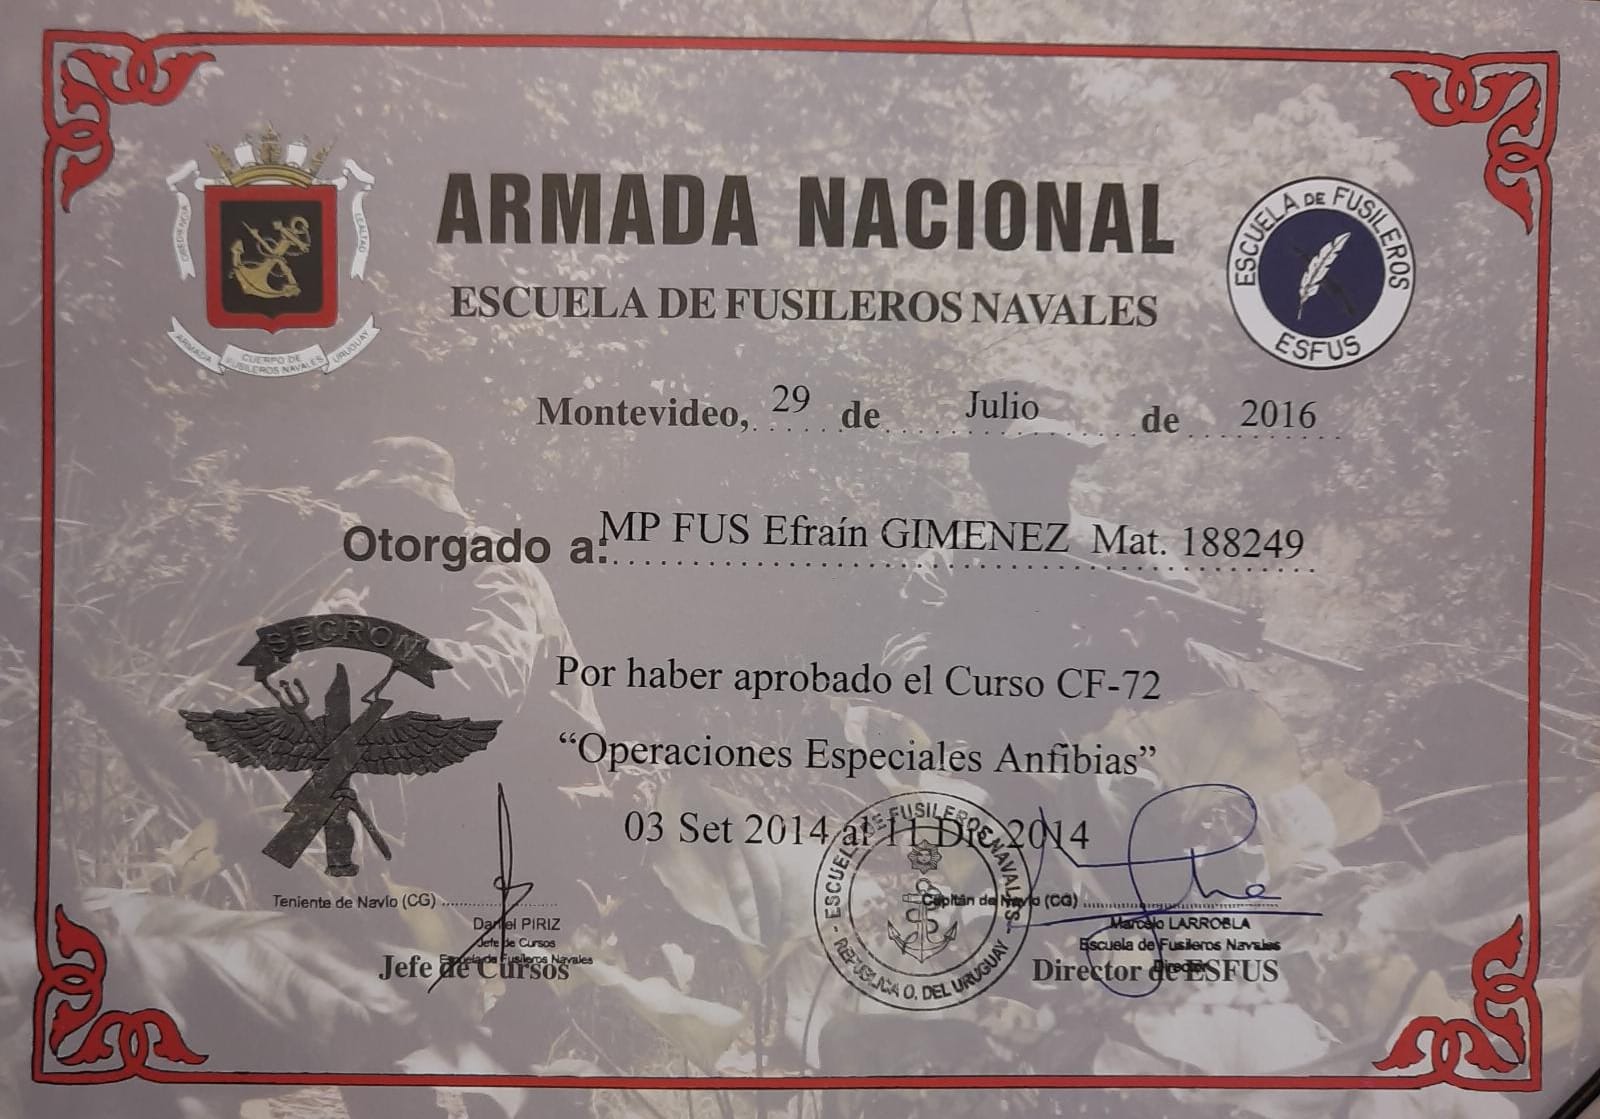 ARMADA NACIONAL
ESCUELA DE FUSILEROS NAVALES
OBEDIENCIA
LEALTAD
ARMADA
CUERPO DE
FUSILEROS NAVALES
URUGUAY
ESCUELA DE FUSILEROS
ESFUS
Montevideo, 29 de Julio de 2016
Otorgado a: MP FUS Efraín GIMENEZ Mat. 188249
SECRON
Por haber aprobado el Curso CF-72
“Operaciones Especiales Anfibias”
03 Set 2014 al 11 Dic 2014
Teniente de Navío (CG)
Daniel PIRIZ
Jefe de Cursos
Escuela de Fusileros Navales
Jefe de Cursos
ESCUELA DE FUSILEROS NAVALES
- REPUBLICA O. DEL URUGUAY -
Capitán de Navío (CG)
Marcelo LARROBLA
Escuela de Fusileros Navales
Director
Director de ESFUS